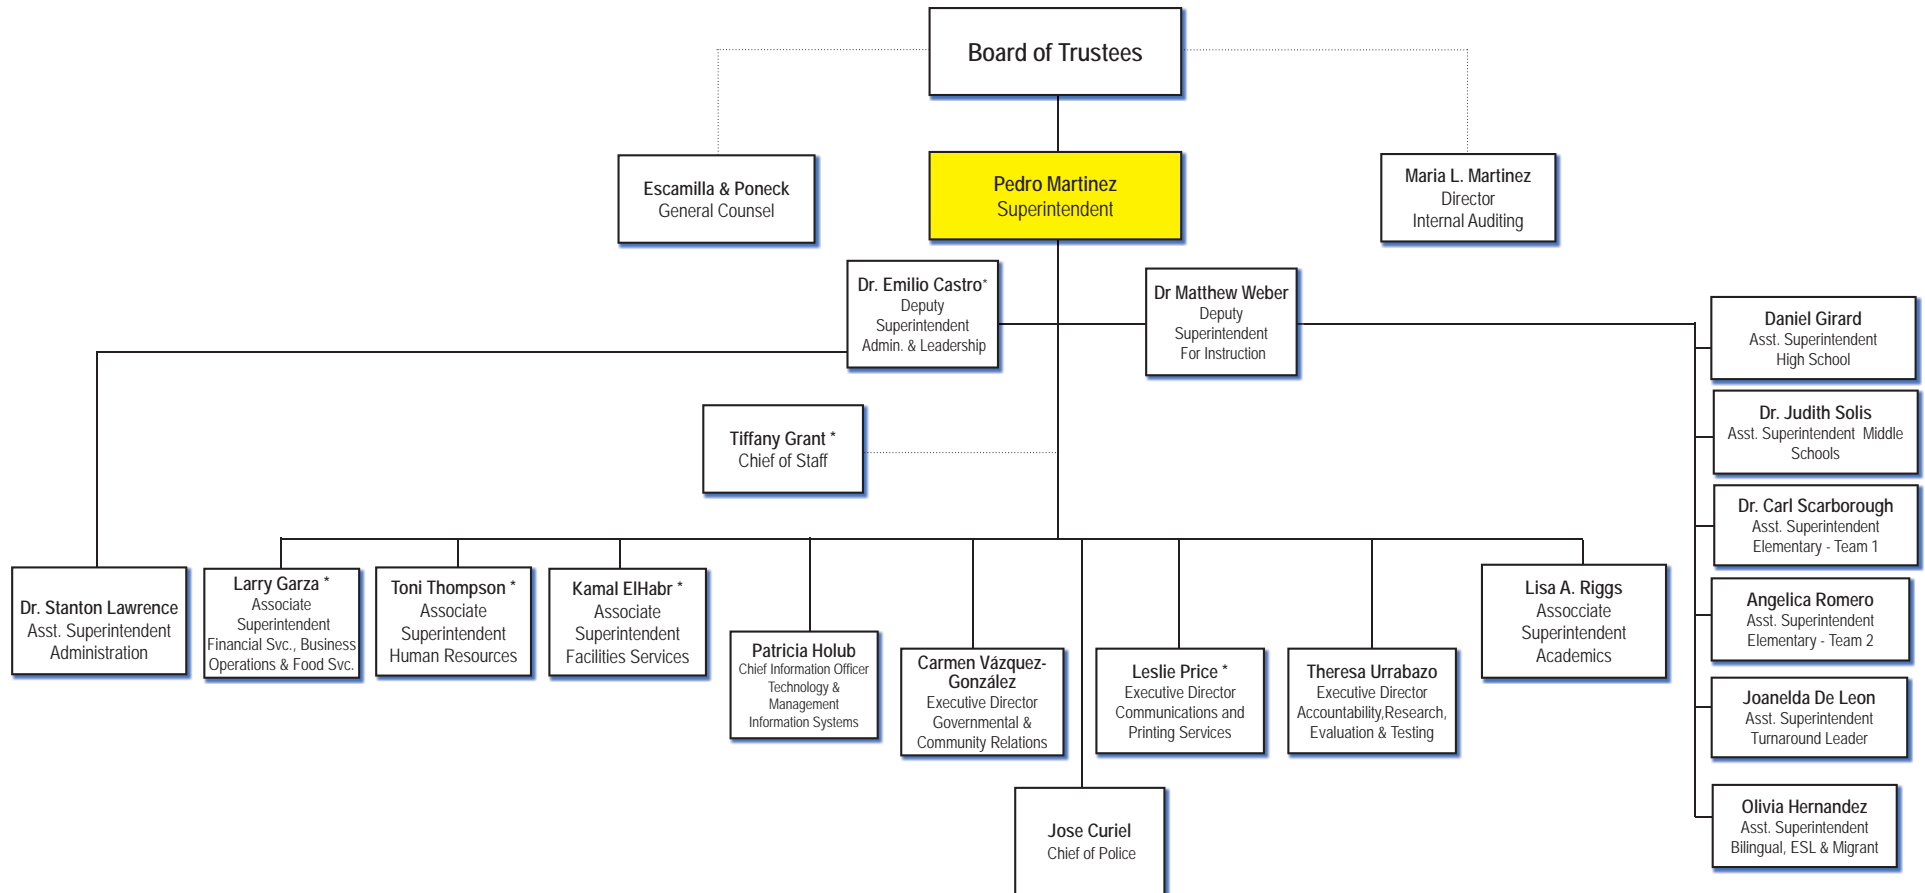 Board of Trustees
Escamilla & Poneck
General Counsel
Pedro Martinez
Superintendent
Maria L. Martinez
Director
Internal Auditing
Dr. Emilio Castro*
Deputy
Superintendent
Admin. & Leadership
Dr Matthew Weber
Deputy
Superintendent
For Instruction
Daniel Girard
Asst. Superintendent
High School
Dr. Judith Solis
Asst. Superintendent Middle
Schools
Dr. Carl Scarborough
Asst. Superintendent
Elementary - Team 1
Angelica Romero
Asst. Superintendent
Elementary - Team 2
Joanelda De Leon
Asst. Superintendent
Turnaround Leader
Olivia Hernandez
Asst. Superintendent
Bilingual, ESL & Migrant
Tiffany Grant *
Chief of Staff
Dr. Stanton Lawrence
Asst. Superintendent
Administration
Larry Garza *
Associate
Superintendent
Financial Svc., Business
Operations & Food Svc.
Toni Thompson *
Associate
Superintendent
Human Resources
Kamal ElHabr *
Associate
Superintendent
Facilities Services
Patricia Holub
Chief Information Officer
Technology &
Management
Information Systems
Carmen Vázquez-
González
Executive Director
Governmental &
Community Relations
Leslie Price *
Executive Director
Communications and
Printing Services
Theresa Urrabazo
Executive Director
Accountability,Research,
Evaluation & Testing
Lisa A. Riggs
Assocciate
Superintendent
Academics
Jose Curiel
Chief of Police